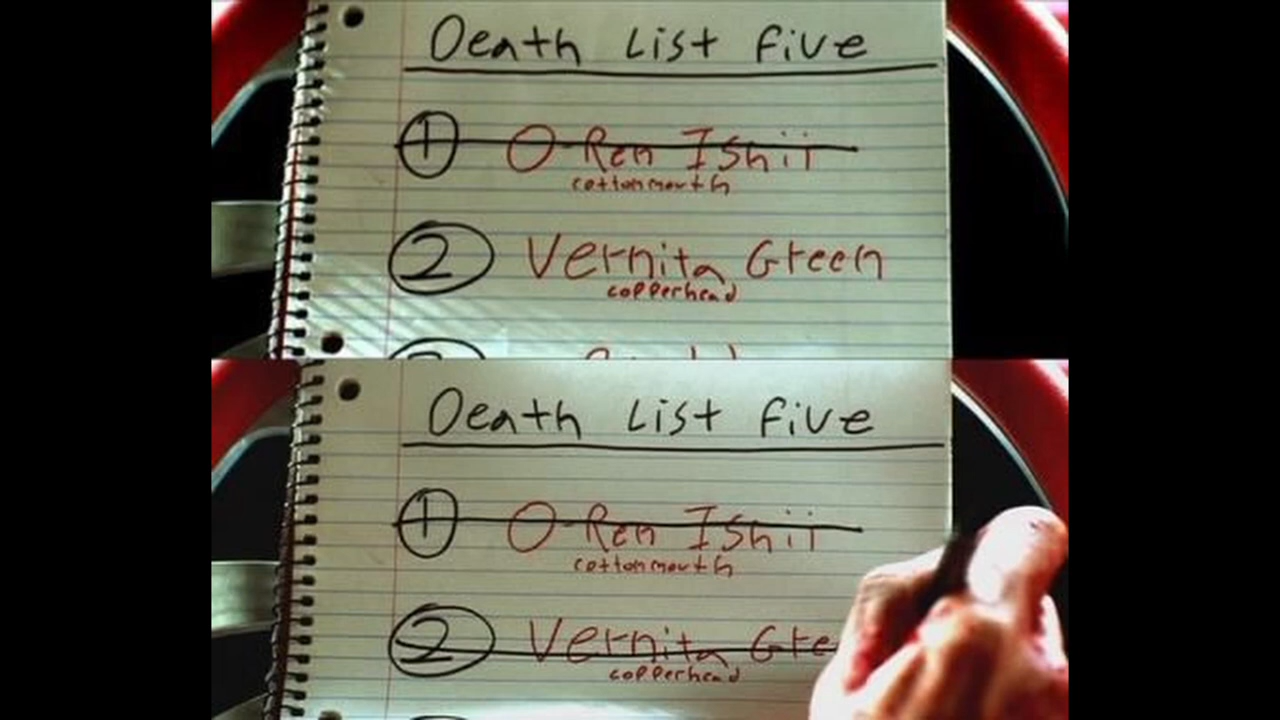 Death List Five
1 O-Ren Ishii
cottonmouth
2 Vernita Green
copperhead
Death List Five
1 O-Ren Ishii
cottonmouth
2 Vernita Gree
copperhead